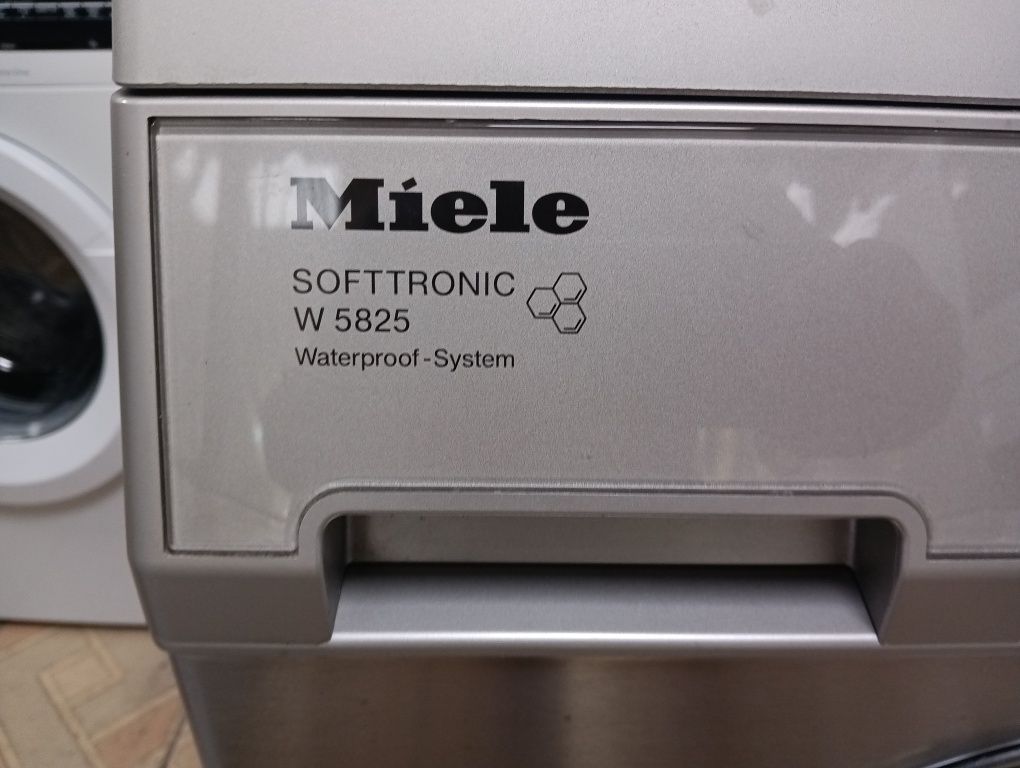 Miele
SOFTTRONIC
W 5825
Waterproof-System